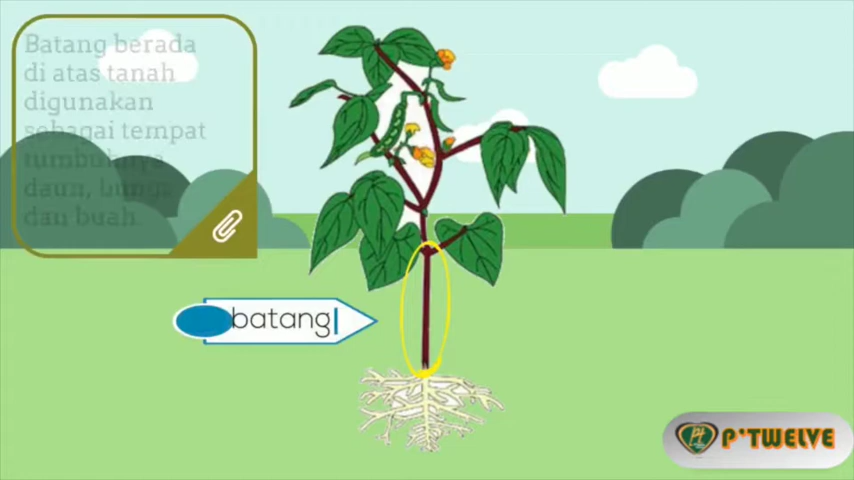 Batang berada
di atas tanah
digunakan
sebagai tempat
tumbuhnya
daun, bunga
dan buah.
batang
P'TWELVE